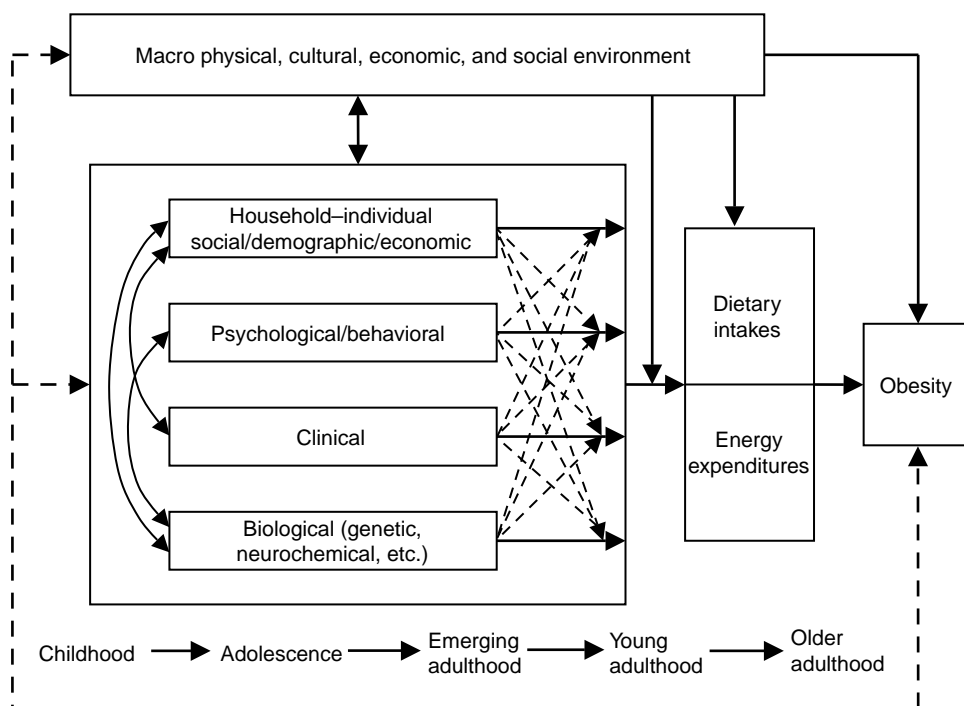 Macro physical, cultural, economic, and social environment
Household–individual
social/demographic/economic
Psychological/behavioral
Clinical
Biological (genetic,
neurochemical, etc.)
Dietary
intakes
Energy
expenditures
Obesity
Childhood
Adolescence
Emerging
adulthood
Young
adulthood
Older
adulthood